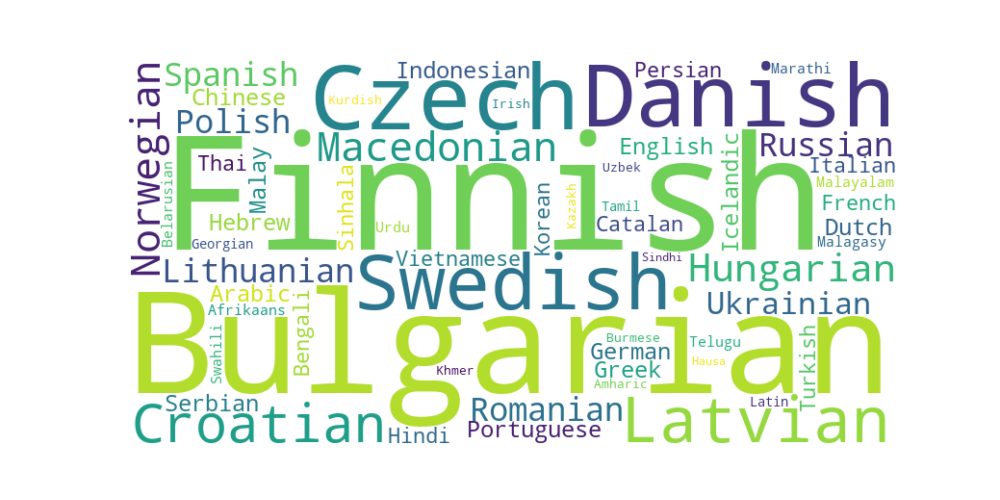 Norwegian
Spanish
Chinese
Polish
Czech
Kurdish
Indonesian
Irish
Danish
Persian
Marathi
Finnish
Belarusian
Thai
Malay
Hebrew
Georgian
Sinhala
Macedonian
Urdu
Korean
Kazakh
Uzbek
Tamil
English
Catalan
Icelandic
Russian
Italian
Malayalam
French
Dutch
Malagasy
Lithuanian
Vietnamese
Swedish
Sindhi
Hungarian
Arabic
Afrikaans
Swahili
Bengali
Bulgarian
Khmer
Burmese
German
Greek
Amharic
Telugu
Hausa
Ukrainian
Turkish
Latin
Serbian
Croatian
Hindi
Romanian
Portuguese
Latvian